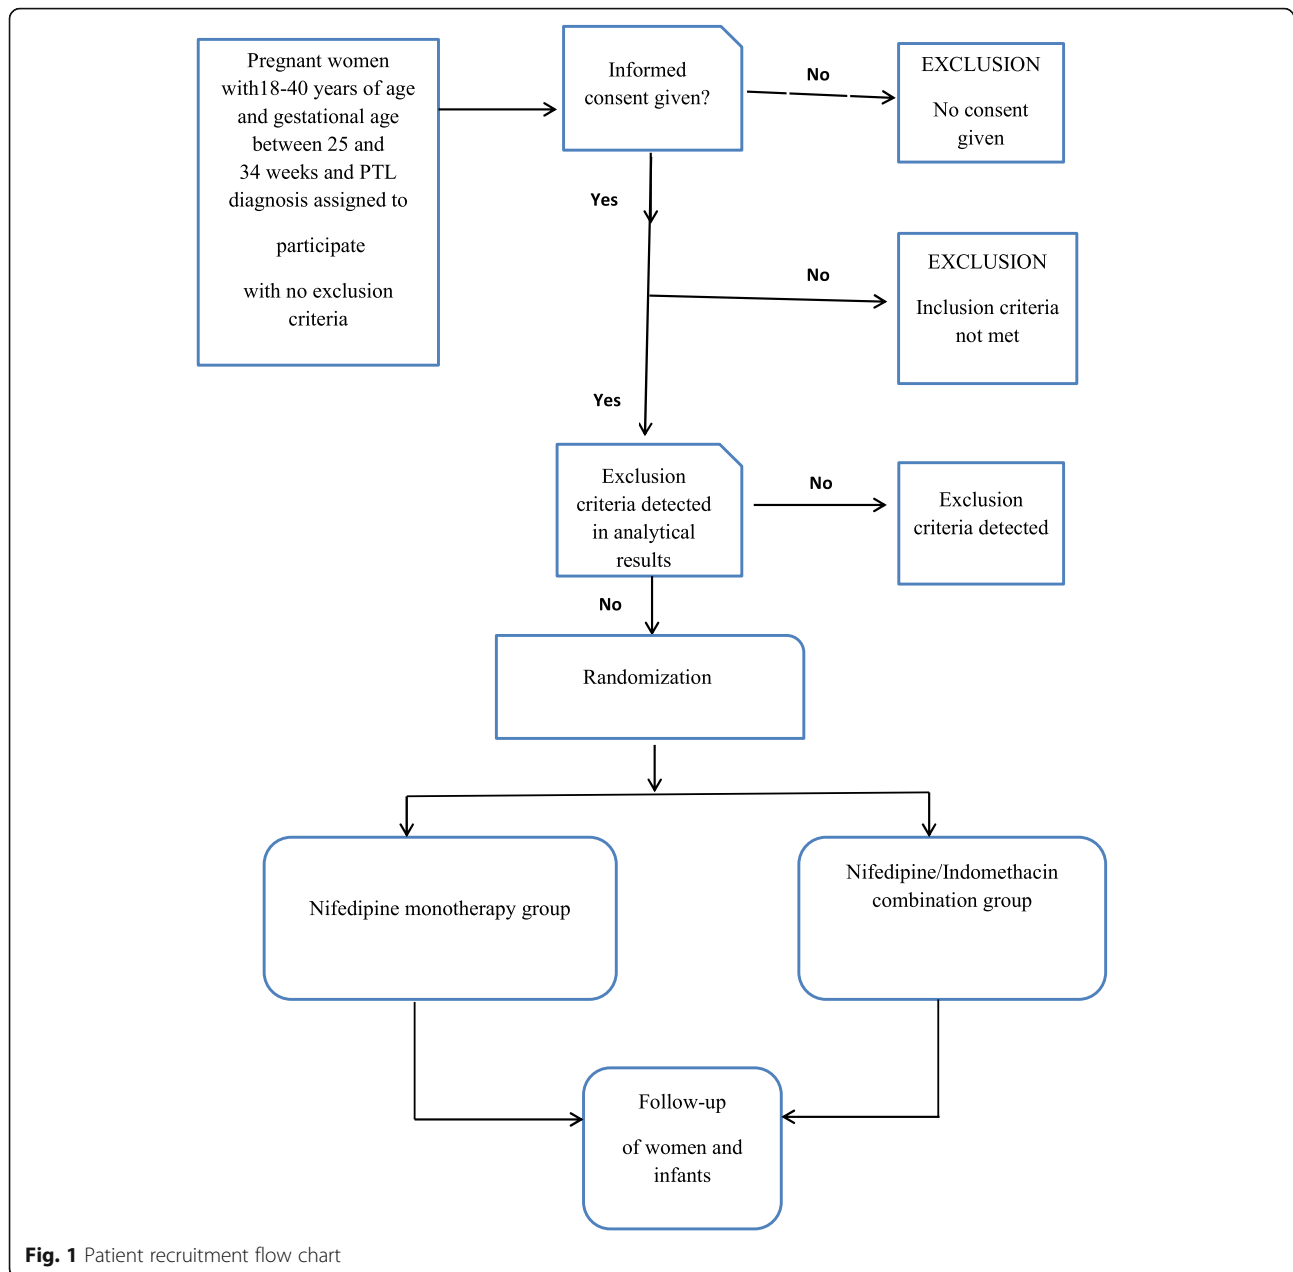 Pregnant women
with18-40 years of age
and gestational age
between 25 and
34 weeks and PTL
diagnosis assigned to
participate
with no exclusion
criteria
Informed
consent given?
No
EXCLUSION
No consent
given
Yes
No
EXCLUSION
Inclusion criteria
not met
Yes
Exclusion
criteria detected
in analytical
results
No
Exclusion
criteria detected
No
Randomization
Nifedipine monotherapy group
Nifedipine/Indomethacin
combination group
Follow-up
of women and
infants
Fig. 1 Patient recruitment flow chart